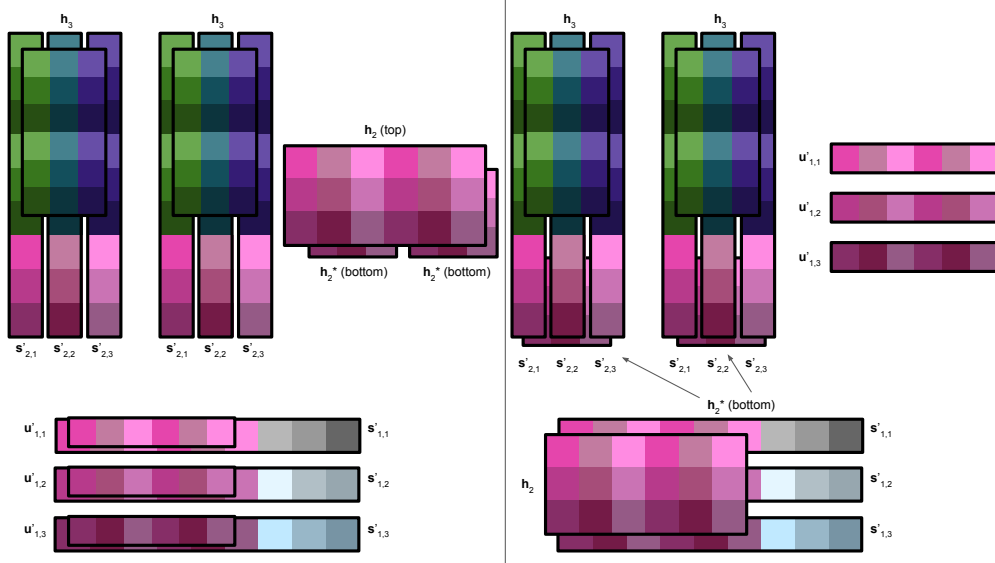 h3 h3
h2 (top)
h2* (bottom) h2* (bottom)
s'2,1 s'2,2 s'2,3 s'2,1 s'2,2 s'2,3
u'1,1 s'1,1
u'1,2 s'1,2
u'1,3 s'1,3
h3 h3
u'1,1
u'1,2
u'1,3
s'2,1 s'2,2 s'2,3 s'2,1 s'2,2 s'2,3
h2* (bottom)
s'1,1
h2 s'1,2
s'1,3